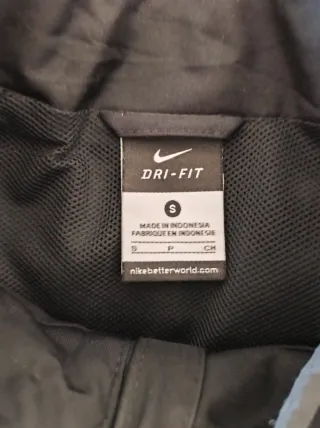 DRI-FIT
S
MADE IN INDONESIA
FABRIQUE EN INDONESIE
S P CH
nikebetterworld.com